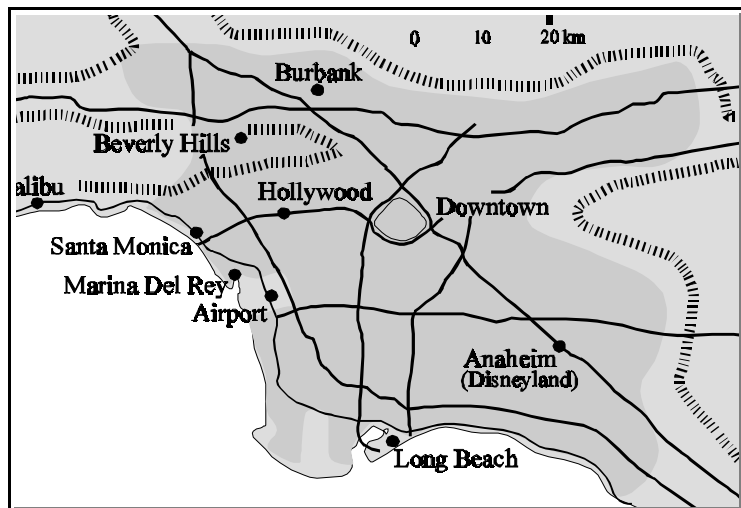 0 10 20 km
Burbank
Beverly Hills
alibu
Hollywood
Downtown
Santa Monica
Marina Del Rey
Airport
Anaheim
(Disneyland)
Long Beach